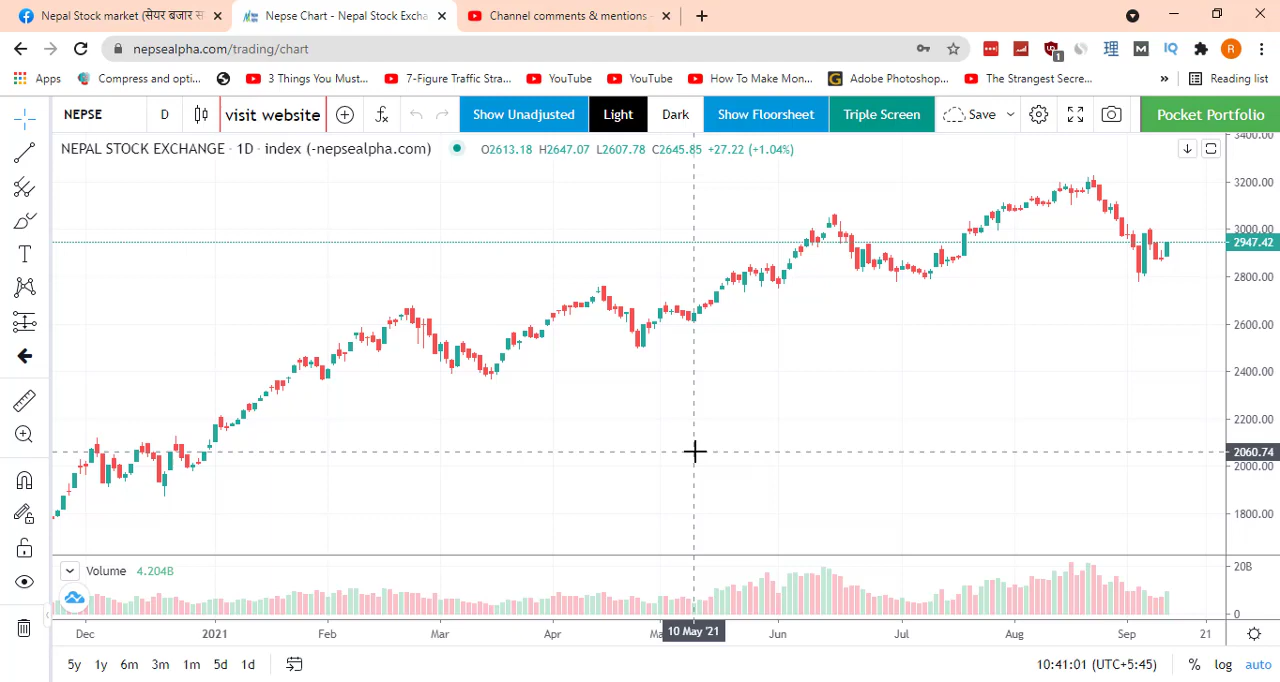 Nepal Stock market (सेयर बजार स
Nepse Chart - Nepal Stock Excha
Channel comments & mentions -
nepsealpha.com/trading/chart
R
Apps
Compress and opti...
3 Things You Must...
7-Figure Traffic Stra...
YouTube
YouTube
How To Make Mon...
Adobe Photoshop...
The Strangest Secre...
»
Reading list
NEPSE
D
visit website
Show Unadjusted
Light
Dark
Show Floorsheet
Triple Screen
Save
Pocket Portfolio
NEPAL STOCK EXCHANGE · 1D · index (-nepsealpha.com)
O2613.18 H2647.07 L2607.78 C2645.85 +27.22 (+1.04%)
3400.00
3200.00
3000.00
2947.42
2800.00
2600.00
2400.00
2200.00
2060.74
2000.00
1800.00
Volume 4.204B
20B
0
Dec 2021 Feb Mar Apr 10 May '21 Jun Jul Aug Sep 21
5y 1y 6m 3m 1m 5d 1d
10:41:01 (UTC+5:45) % log auto